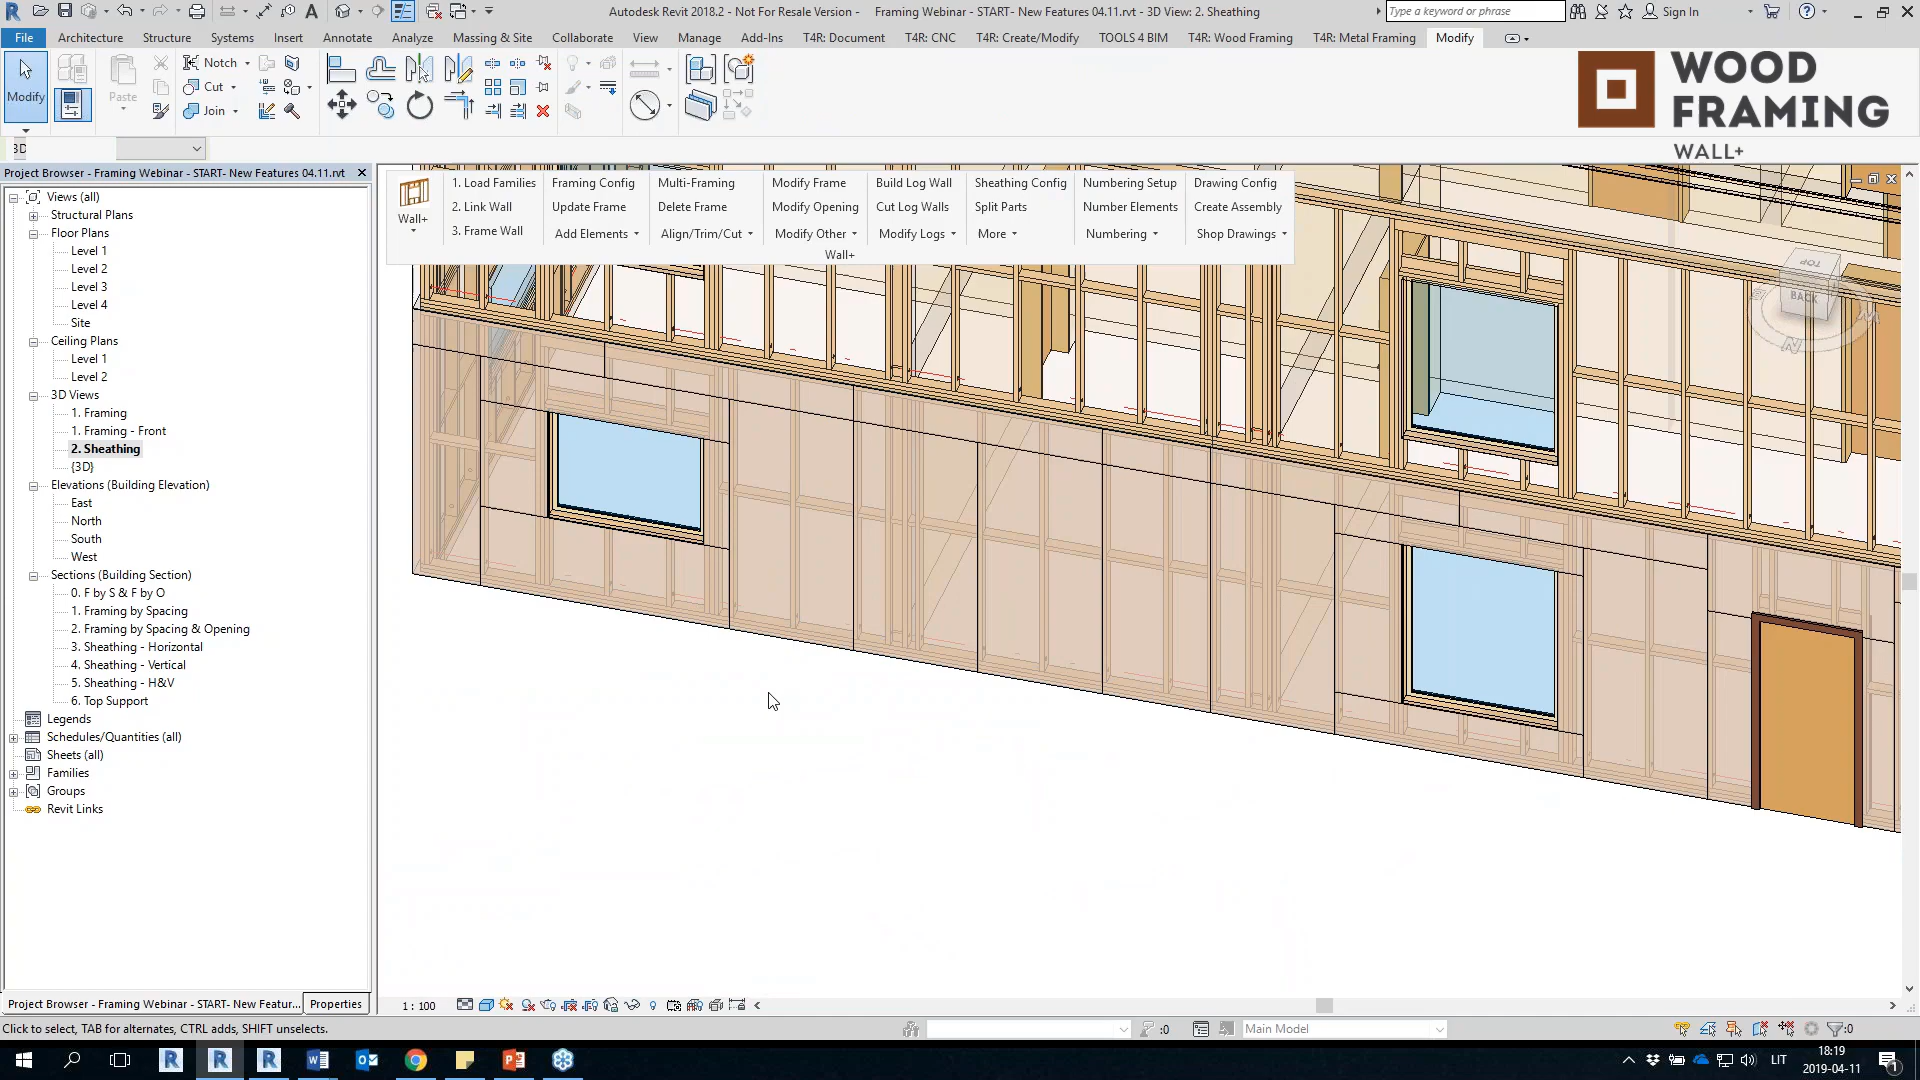 Autodesk Revit 2018.2 - Not For Resale Version - Framing Webinar - START- New Features 04.11.rvt - 3D View: 2. Sheathing
Type a keyword or phrase
Sign In
File Architecture Structure Systems Insert Annotate Analyze Massing & Site Collaborate View Manage Add-Ins T4R: Document T4R: CNC T4R: Create/Modify TOOLS 4 BIM T4R: Wood Framing T4R: Metal Framing Modify
Modify
Paste
Notch
Cut
Join
WOOD
FRAMING
WALL+
3D
Project Browser - Framing Webinar - START- New Features 04.11.rvt
Views (all)
Structural Plans
Floor Plans
Level 1
Level 2
Level 3
Level 4
Site
Ceiling Plans
Level 1
Level 2
3D Views
1. Framing
1. Framing - Front
2. Sheathing
{3D}
Elevations (Building Elevation)
East
North
South
West
Sections (Building Section)
0. F by S & F by O
1. Framing by Spacing
2. Framing by Spacing & Opening
3. Sheathing - Horizontal
4. Sheathing - Vertical
5. Sheathing - H&V
6. Top Support
Legends
Schedules/Quantities (all)
Sheets (all)
Families
Groups
Revit Links
Project Browser - Framing Webinar - START- New Featur...
Properties
Wall+
1. Load Families Framing Config Multi-Framing Modify Frame Build Log Wall Sheathing Config Numbering Setup Drawing Config
2. Link Wall Update Frame Delete Frame Modify Opening Cut Log Walls Split Parts Number Elements Create Assembly
3. Frame Wall Add Elements Align/Trim/Cut Modify Other Modify Logs More Numbering Shop Drawings
Wall+
TOP
BACK
N
W
1 : 100
Click to select, TAB for alternates, CTRL adds, SHIFT unselects.
:0
Main Model
:0
LIT
18:19
2019-04-11
1